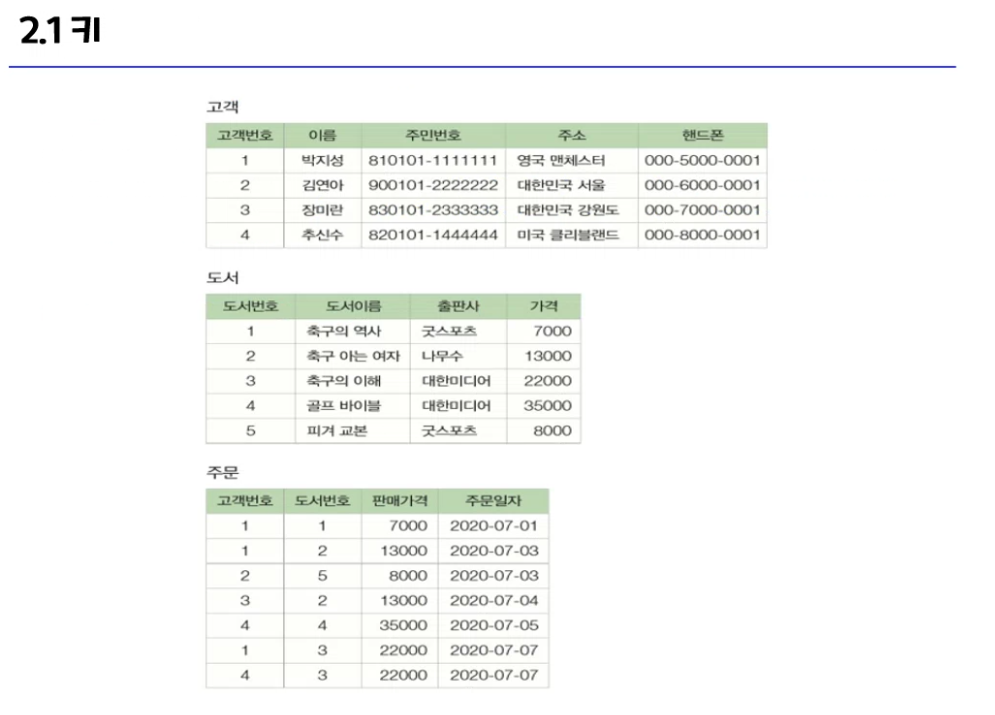 2.1 키
고객
고객번호 이름 주민번호 주소 핸드폰
1 박지성 810101-1111111 영국 맨체스터 000-5000-0001
2 김연아 900101-2222222 대한민국 서울 000-6000-0001
3 장미란 830101-2333333 대한민국 강원도 000-7000-0001
4 추신수 820101-1444444 미국 클리블랜드 000-8000-0001
도서
도서번호 도서이름 출판사 가격
1 축구의 역사 굿스포츠 7000
2 축구 아는 여자 나무수 13000
3 축구의 이해 대한미디어 22000
4 골프 바이블 대한미디어 35000
5 피겨 교본 굿스포츠 8000
주문
고객번호 도서번호 판매가격 주문일자
1 1 7000 2020-07-01
1 2 13000 2020-07-03
2 5 8000 2020-07-03
3 2 13000 2020-07-04
4 4 35000 2020-07-05
1 3 22000 2020-07-07
4 3 22000 2020-07-07